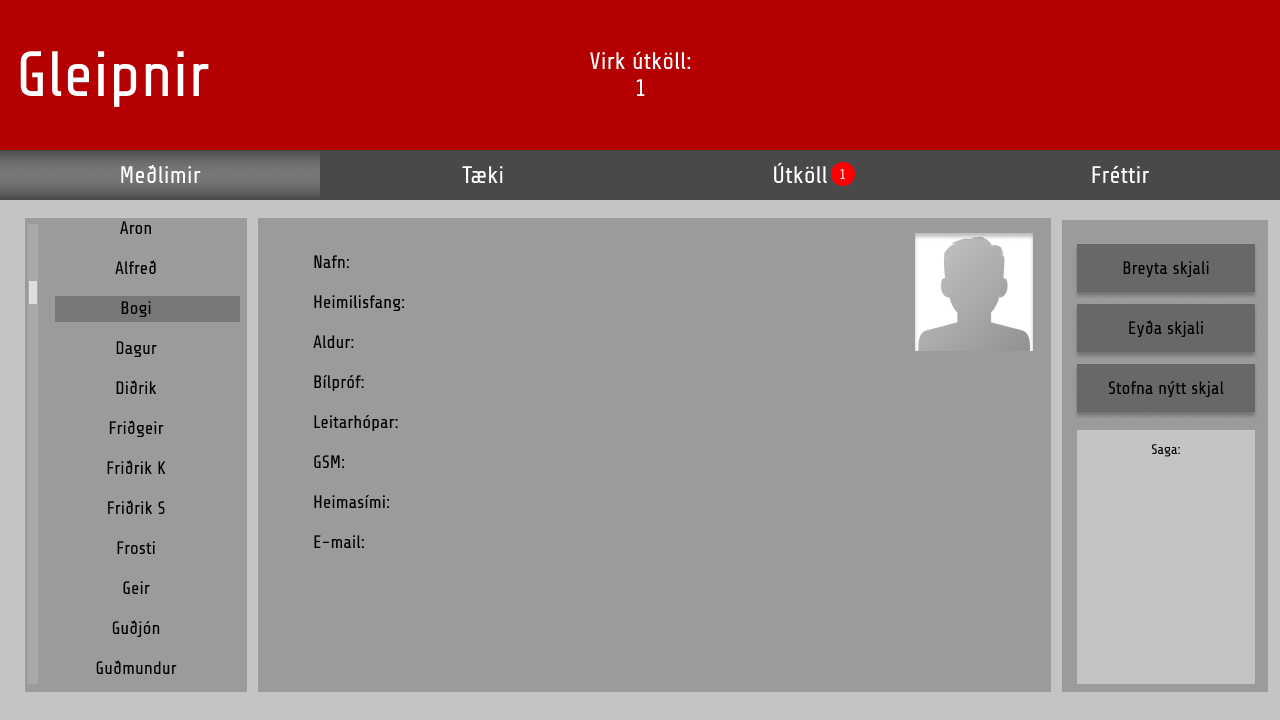 Gleipnir
Virk útköll:
1
Meðlimir
Tæki
Útköll 1
Fréttir
Aron
Alfreð
Bogi
Dagur
Diðrik
Friðgeir
Friðrik K
Friðrik S
Frosti
Geir
Guðjón
Guðmundur
Nafn:
Heimilisfang:
Aldur:
Bílpróf:
Leitarhópar:
GSM:
Heimasími:
E-mail:
Breyta skjali
Eyða skjali
Stofna nýtt skjal
Saga: